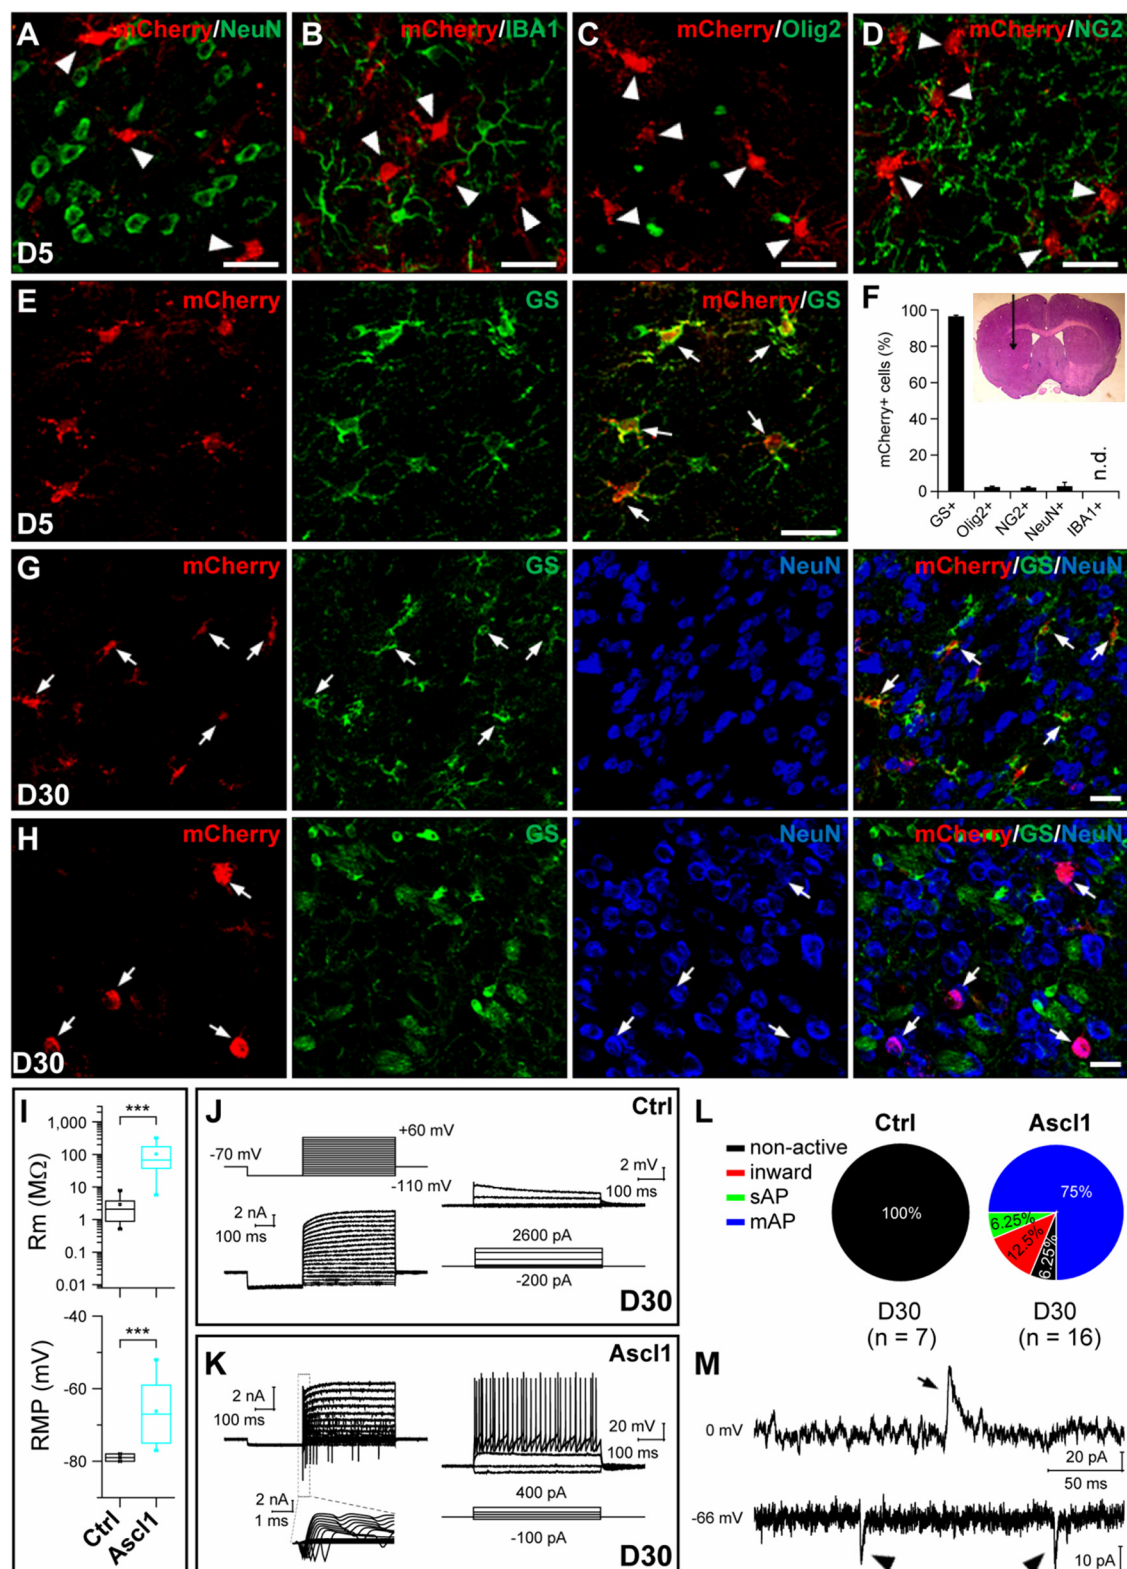 A mCherry/NeuN
D5
B mCherry/IBA1
C mCherry/Olig2
D mCherry/NG2
E mCherry
D5
GS
mCherry/GS
F
mCherry+ cells (%)
100
80
60
40
20
0
n.d.
GS+ Olig2+ NG2+ NeuN+ IBA1+
G mCherry
D30
GS
NeuN
mCherry/GS/NeuN
H mCherry
D30
GS
NeuN
mCherry/GS/NeuN
I
***
Rm (MΩ)
1,000
100
10
1
0.1
0.01
***
RMP (mV)
-40
-60
-80
Ctrl Ascl1
J Ctrl
-70 mV
+60 mV
-110 mV
2 nA
100 ms
2 mV
100 ms
2600 pA
-200 pA
D30
K Ascl1
2 nA
100 ms
2 nA
1 ms
20 mV
100 ms
400 pA
-100 pA
D30
L
non-active
inward
sAP
mAP
Ctrl
100%
D30
(n = 7)
Ascl1
75%
6.25%
12.5%
6.25%
D30
(n = 16)
M
0 mV
20 pA
50 ms
-66 mV
10 pA